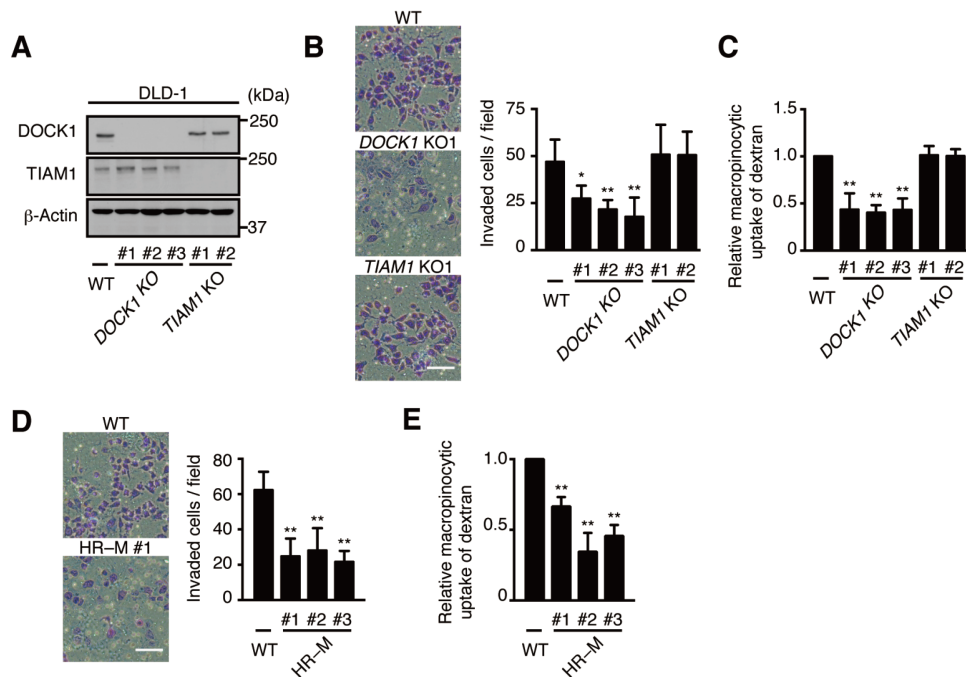 A
DLD-1 (kDa)
DOCK1
250
TIAM1
250
β-Actin
37
#1 #2 #3 #1 #2
WT
DOCK1 KO
TIAM1 KO
B
WT
DOCK1 KO1
TIAM1 KO1
Invaded cells / field
75
50
25
0
* ** **
#1 #2 #3 #1 #2
WT
DOCK1 KO
TIAM1 KO
C
Relative macropinocytic
uptake of dextran
1.5
1.0
0.5
0
** ** **
#1 #2 #3 #1 #2
WT
DOCK1 KO
TIAM1 KO
D
WT
HR–M #1
Invaded cells / field
80
60
40
20
0
** ** **
#1 #2 #3
WT
HR–M
E
Relative macropinocytic
uptake of dextran
1.0
0.5
0
** ** **
#1 #2 #3
WT
HR–M